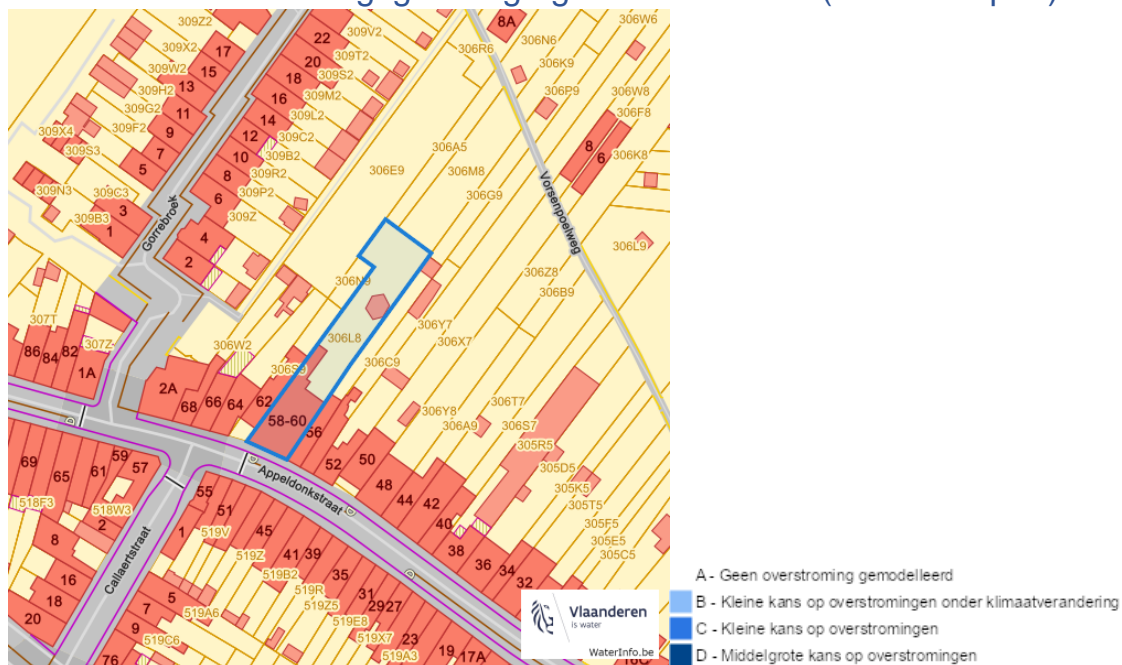 309Z2
309X2
309W2
309H2
309G2
309F2
309X4
309S3
309N3
309C3
309B3
17
15
13
11
9
7
5
3
1
22
20
18
16
14
12
10
8
6
4
2
309V2
309T2
309S2
309M2
309L2
309C2
309B2
309R2
309P2
309Z
Gorrebroek
8A
306R6
306N6
306K9
306P9
306W6
306W8
306F8
306K8
8
6
306A5
306E9
306M8
306G9
Vorsenpoelweg
306L9
306Z8
306B9
306N9
306L8
306Y7
306X7
306C9
306W2
306S9
306Y8
306A9
306T7
306S7
305R5
305D5
305K5
305T5
305F5
305E5
305C5
307T
307Z
86
84
82
1A
2A
68
66
64
62
58-60
56
52
50
48
44
42
40
38
36
34
32
D
D
D
D
Appeldonkstraat
69
65
61
59
57
518F3
518W3
2
8
16
18
20
Callaertstraat
55
51
1
519V
45
519Z
41
39
519B2
35
519R
519Z5
31
29
27
519E8
519X7
23
519A3
19
17A
5
7
519A6
9
519C6
76
16C
Vlaanderen
is water
WaterInfo.be
A - Geen overstroming gemodelleerd
B - Kleine kans op overstromingen onder klimaatverandering
C - Kleine kans op overstromingen
D - Middelgrote kans op overstromingen